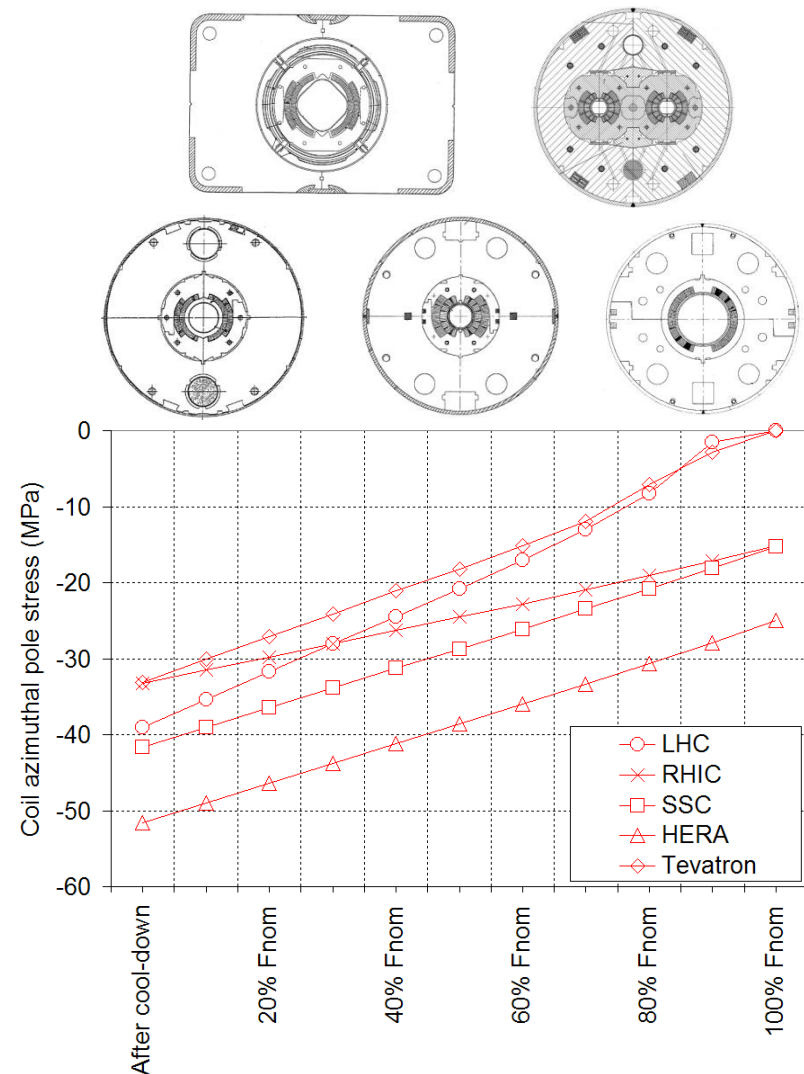 Coil azimuthal pole stress (MPa)
0
-10
-20
-30
-40
-50
-60
LHC
RHIC
SSC
HERA
Tevatron
After cool-down
20% Fnom
40% Fnom
60% Fnom
80% Fnom
100% Fnom